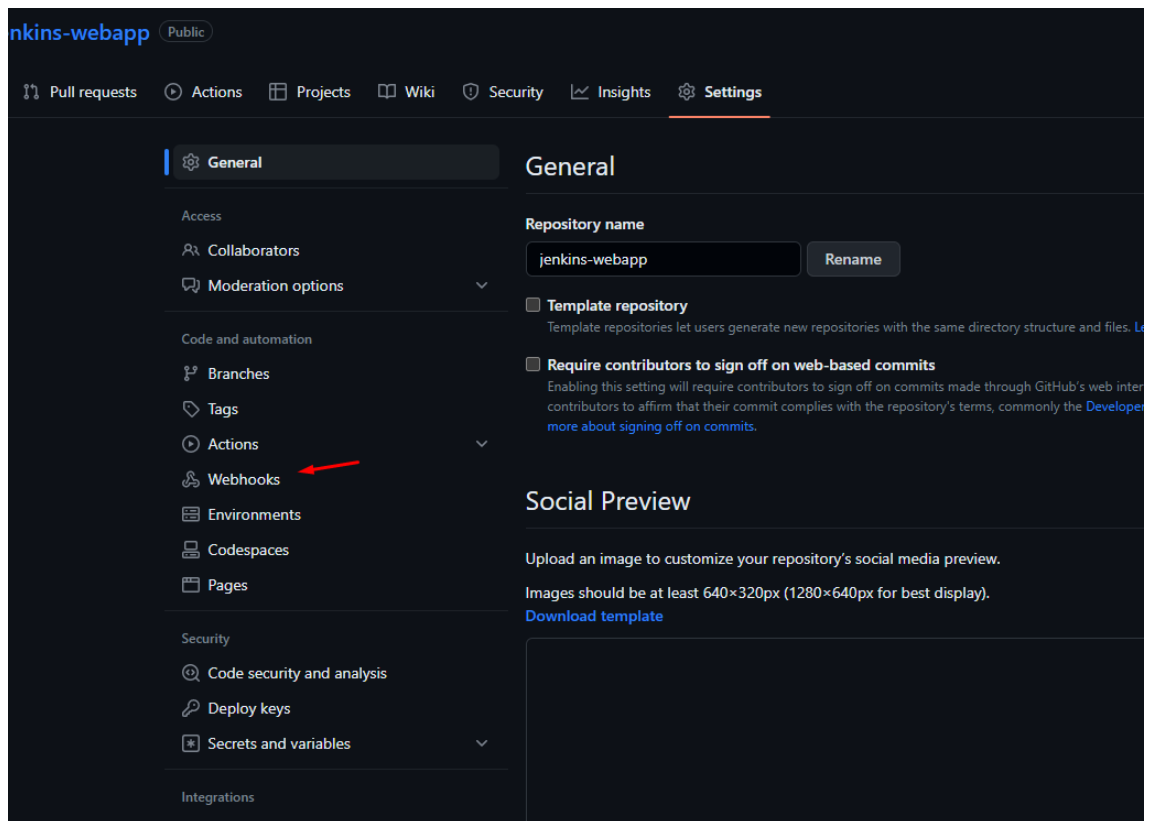 nkins-webapp Public
Pull requests Actions Projects Wiki Security Insights Settings
General
Access
Collaborators
Moderation options
Code and automation
Branches
Tags
Actions
Webhooks
Environments
Codespaces
Pages
Security
Code security and analysis
Deploy keys
Secrets and variables
Integrations
General
Repository name
jenkins-webapp Rename
Template repository
Template repositories let users generate new repositories with the same directory structure and files. Le
Require contributors to sign off on web-based commits
Enabling this setting will require contributors to sign off on commits made through GitHub's web inter
contributors to affirm that their commit complies with the repository's terms, commonly the Developer
more about signing off on commits.
Social Preview
Upload an image to customize your repository's social media preview.
Images should be at least 640×320px (1280×640px for best display).
Download template